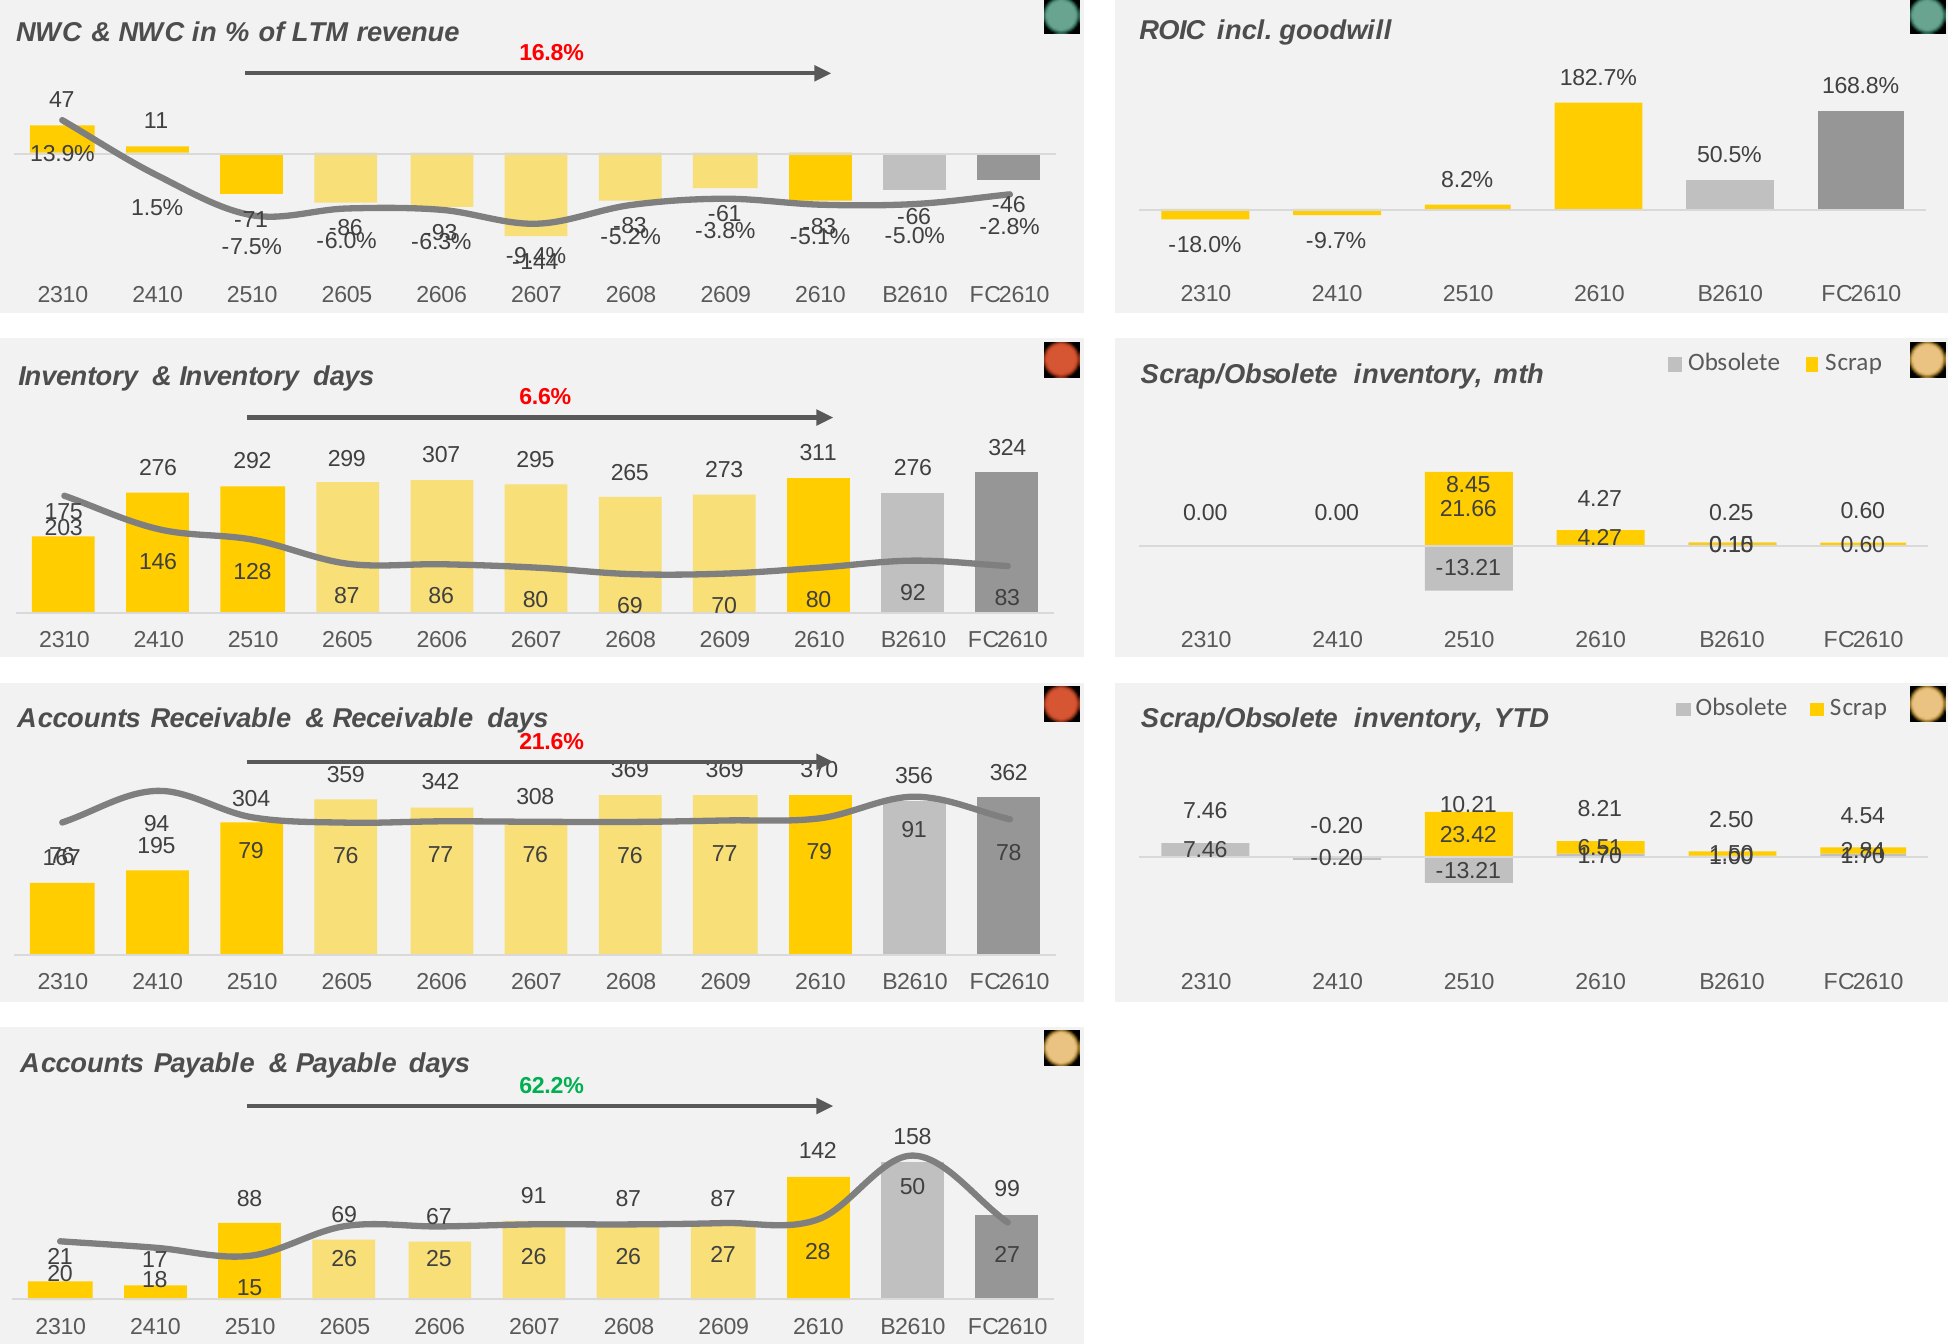 NWC & NWC in % of LTM revenue
16.8%
47
11
13.9%
1.5%
-71
-86
-93
-144
-83
-61
-83
-66
-46
-7.5%
-6.0%
-6.3%
-9.4%
-5.2%
-3.8%
-5.1%
-5.0%
-2.8%
2310 2410 2510 2605 2606 2607 2608 2609 2610 B2610 FC2610
ROIC incl. goodwill
-18.0%
-9.7%
8.2%
182.7%
50.5%
168.8%
2310 2410 2510 2610 B2610 FC2610
Inventory & Inventory days
6.6%
203 276 292 299 307 295 265 273 311 276 324
175 146 128 87 86 80 69 70 80 92 83
2310 2410 2510 2605 2606 2607 2608 2609 2610 B2610 FC2610
Scrap/Obsolete inventory, mth
Obsolete Scrap
0.00 0.00 8.45 4.27 0.25 0.60
21.66 4.27 0.60
-13.21
2310 2410 2510 2610 B2610 FC2610
Accounts Receivable & Receivable days
21.6%
167 195 304 359 342 308 369 369 370 356 362
76 94 79 76 77 76 76 77 79 91 78
2310 2410 2510 2605 2606 2607 2608 2609 2610 B2610 FC2610
Scrap/Obsolete inventory, YTD
Obsolete Scrap
7.46 -0.20 10.21 8.21 2.50 4.54
23.42 6.51 1.50 2.84
7.46 -0.20 -13.21 1.70 1.00 1.70
2310 2410 2510 2610 B2610 FC2610
Accounts Payable & Payable days
62.2%
88 69 67 91 87 87 142 158 99
21 17
20 18 15 26 25 26 26 27 28 50 27
2310 2410 2510 2605 2606 2607 2608 2609 2610 B2610 FC2610